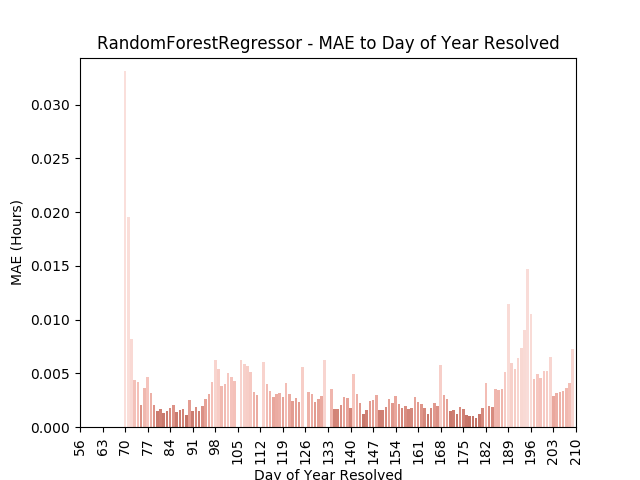 RandomForestRegressor - MAE to Day of Year Resolved
0.030
0.025
0.020
0.015
0.010
0.005
0.000
MAE (Hours)
56 63 70 77 84 91 98 105 112 119 126 133 140 147 154 161 168 175 182 189 196 203 210
Day of Year Resolved